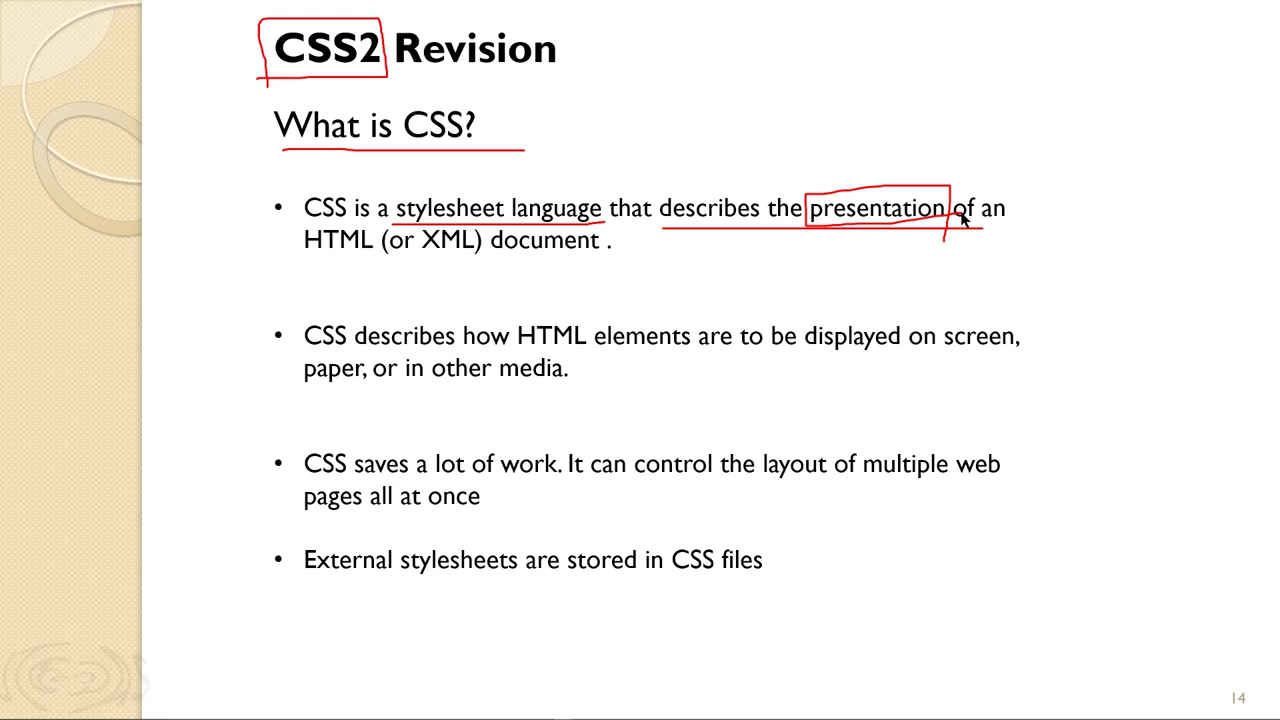 CSS2 Revision
What is CSS?
• CSS is a stylesheet language that describes the presentation of an
HTML (or XML) document .
• CSS describes how HTML elements are to be displayed on screen,
paper, or in other media.
• CSS saves a lot of work. It can control the layout of multiple web
pages all at once
• External stylesheets are stored in CSS files
14